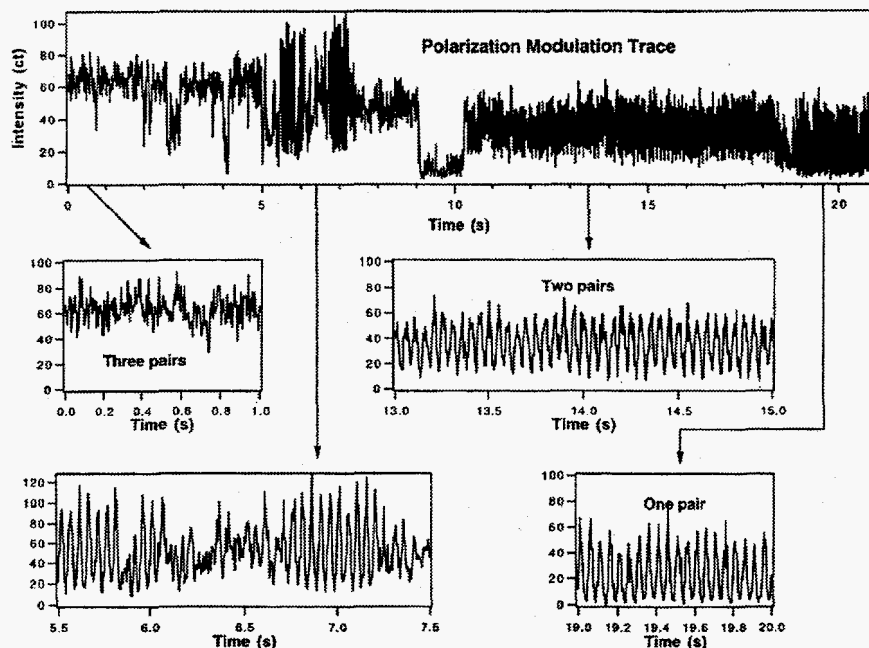 Polarization Modulation Trace
Intensity (ct)
100
80
60
40
20
0
0 5 10 15 20
Time (s)
100
80
60
40
20
0
Three pairs
0.0 0.2 0.4 0.6 0.8 1.0
Time (s)
100
80
60
40
20
0
Two pairs
13.0 13.5 14.0 14.5 15.0
Time (s)
120
100
80
60
40
20
0
5.5 6.0 6.5 7.0 7.5
Time (s)
100
80
60
40
20
0
One pair
19.0 19.2 19.4 19.6 19.8 20.0
Time (s)